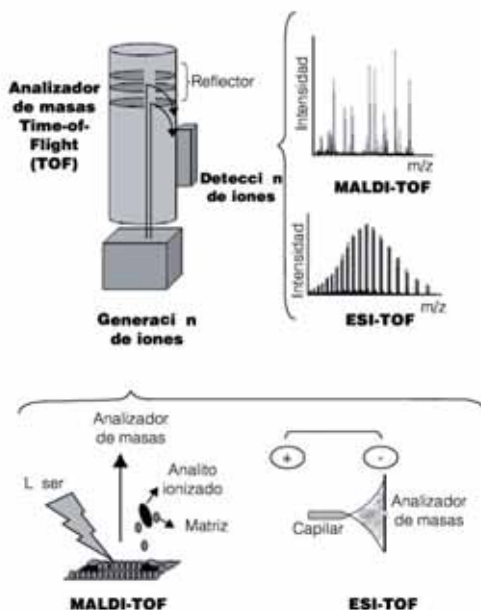 Analizador
de masas
Time-of-
Flight
(TOF)
Reflector
Detecci n
de iones
Generaci n
de iones
Intensidad
m/z
MALDI-TOF
Intensidad
m/z
ESI-TOF
Analizador
de masas
L ser
Analito
ionizado
Matriz
MALDI-TOF
+
-
Capilar
Analizador
de masas
ESI-TOF